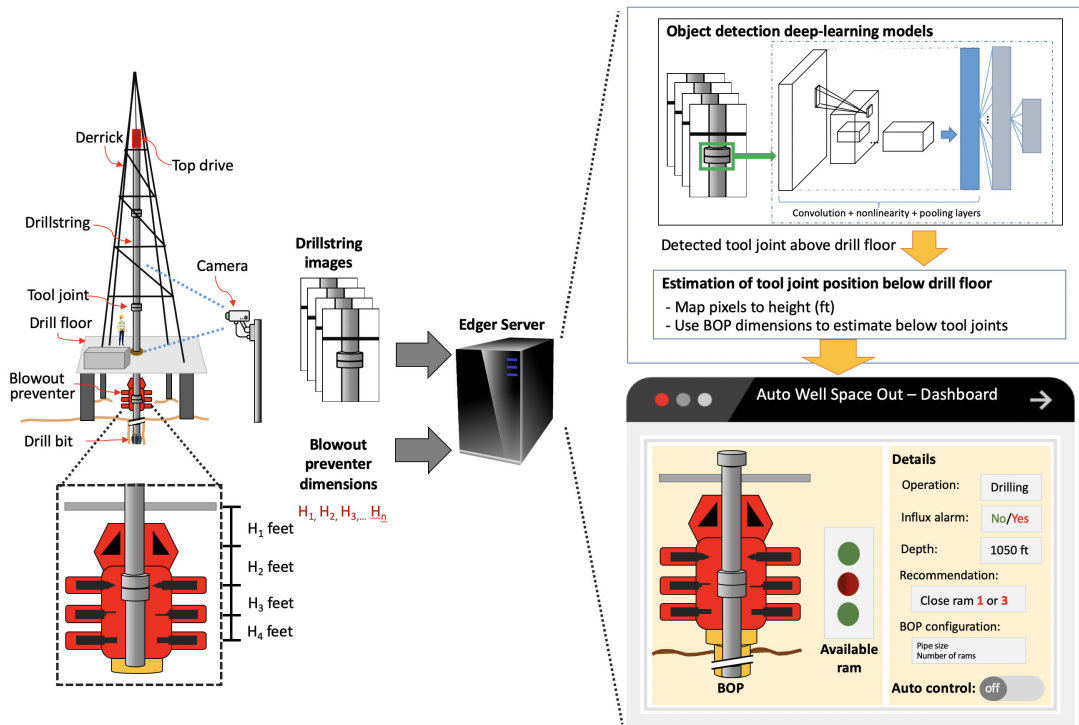 Derrick
Top drive
Drillstring
Tool joint
Drill floor
Blowout
preventer
Drill bit
Camera
H1 feet
H2 feet
H3 feet
H4 feet
Drillstring
images
Blowout
preventer
dimensions
H1, H2, H3,... Hn
Edger Server
Object detection deep-learning models
...
...
Convolution + nonlinearity + pooling layers
Detected tool joint above drill floor
Estimation of tool joint position below drill floor
- Map pixels to height (ft)
- Use BOP dimensions to estimate below tool joints
Auto Well Space Out – Dashboard
BOP
Available
ram
Details
Operation: Drilling
Influx alarm: No/Yes
Depth: 1050 ft
Recommendation:
Close ram 1 or 3
BOP configuration:
Pipe size
Number of rams
Auto control: off